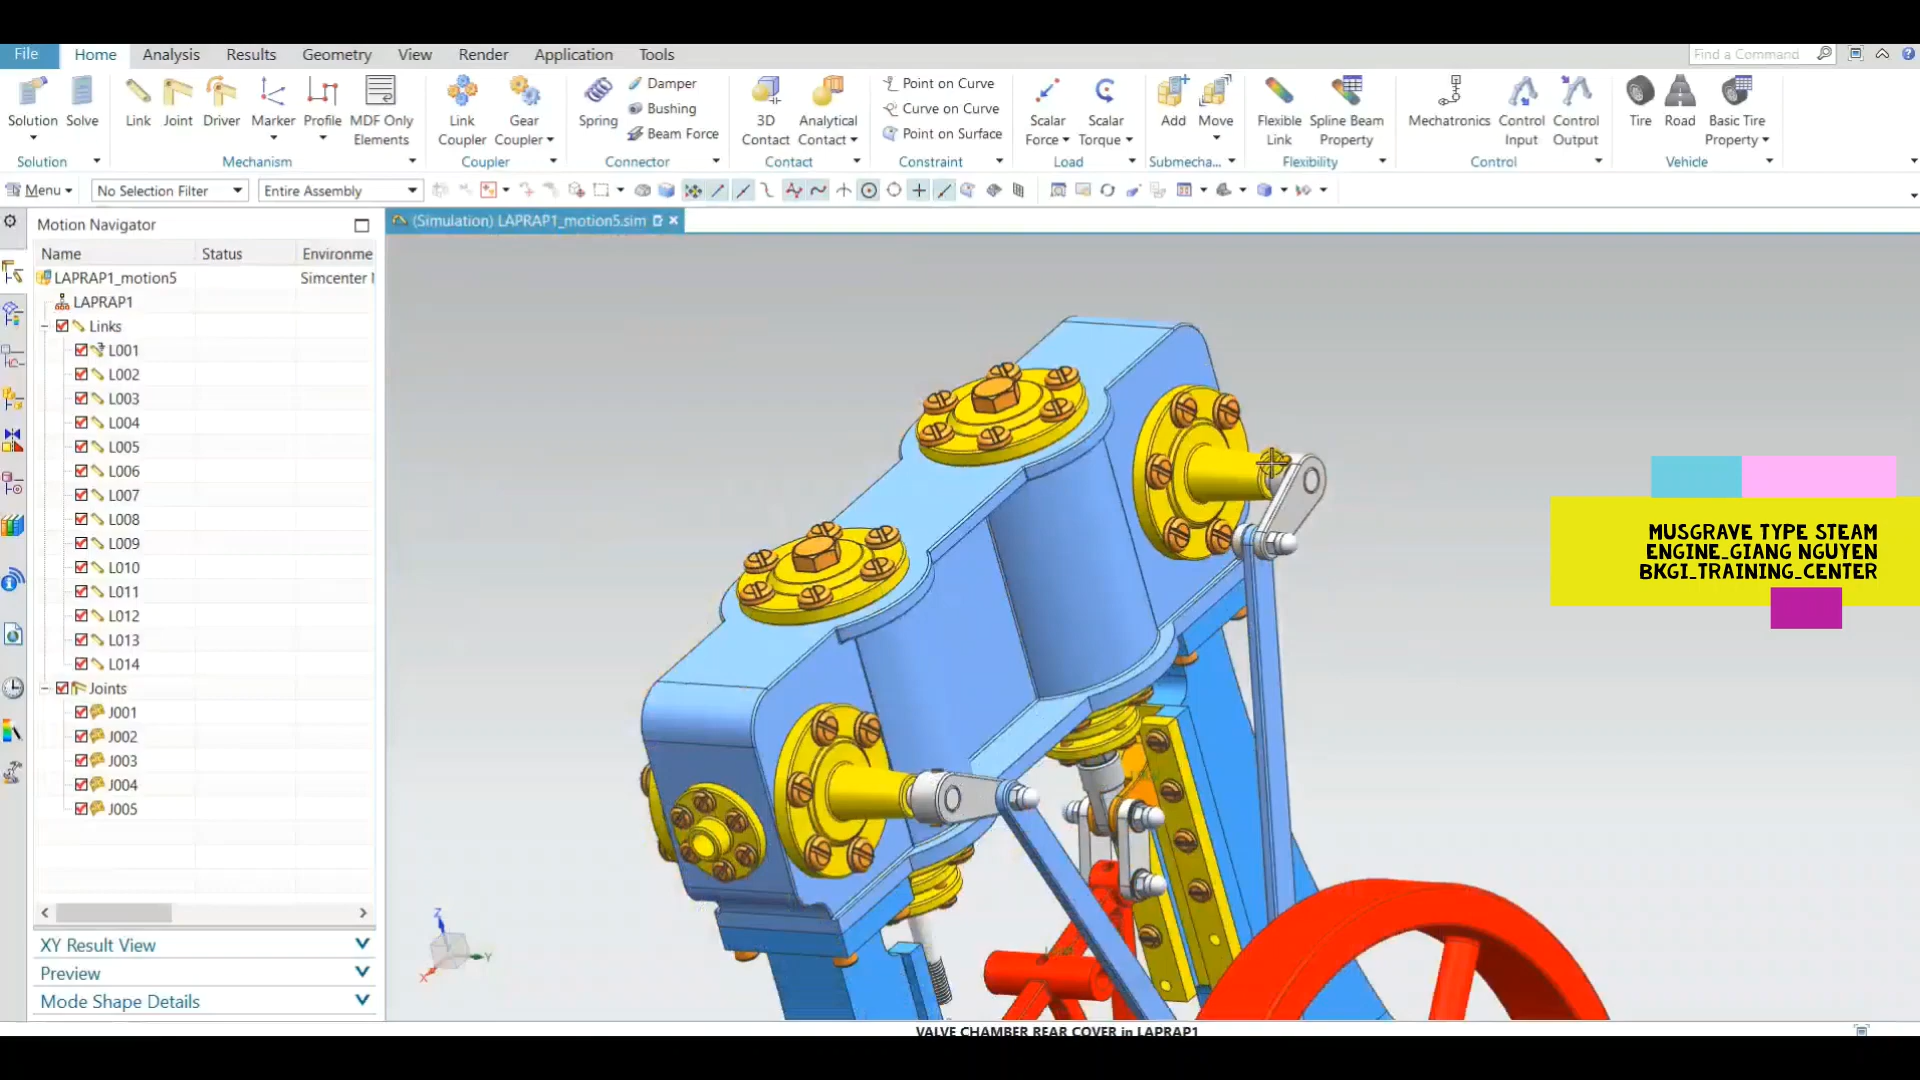 File Home Analysis Results Geometry View Render Application Tools
Find a Command
Solution Solve Link Joint Driver Marker Profile MDF Only Elements
Link Coupler Gear Coupler
Spring Damper Bushing Beam Force
3D Contact Analytical Contact
Point on Curve
Curve on Curve
Point on Surface
Scalar Force Scalar Torque
Add Move
Flexible Link Spline Beam Property
Mechatronics Control Input Control Output
Tire Road Basic Tire Property
Solution Mechanism Coupler Connector Contact Constraint Load Submecha... Flexibility Control Vehicle
Menu No Selection Filter Entire Assembly
Motion Navigator
(Simulation) LAPRAP1_motion5.sim
Name Status Environme
LAPRAP1_motion5 Simcenter
LAPRAP1
Links
L001
L002
L003
L004
L005
L006
L007
L008
L009
L010
L011
L012
L013
L014
Joints
J001
J002
J003
J004
J005
XY Result View
Preview
Mode Shape Details
Z
Y
X
MUSGRAVE TYPE STEAM
ENGINE_GIANG NGUYEN
BKGI_TRAINING_CENTER
VALVE CHAMBER REAR COVER in LAPRAP1